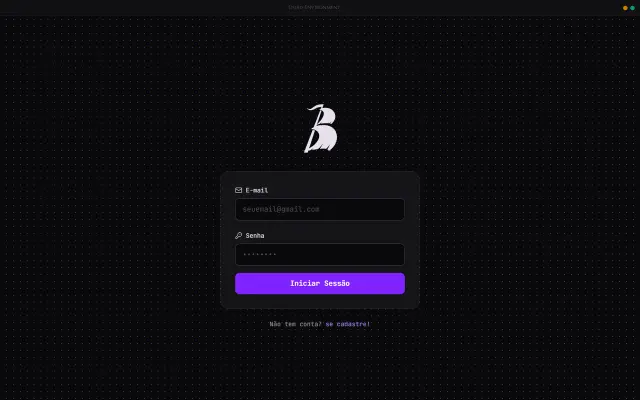 B
E-mail
seuemail@gmail.com
Senha
Iniciar Sessão
Não tem conta? se cadastre!